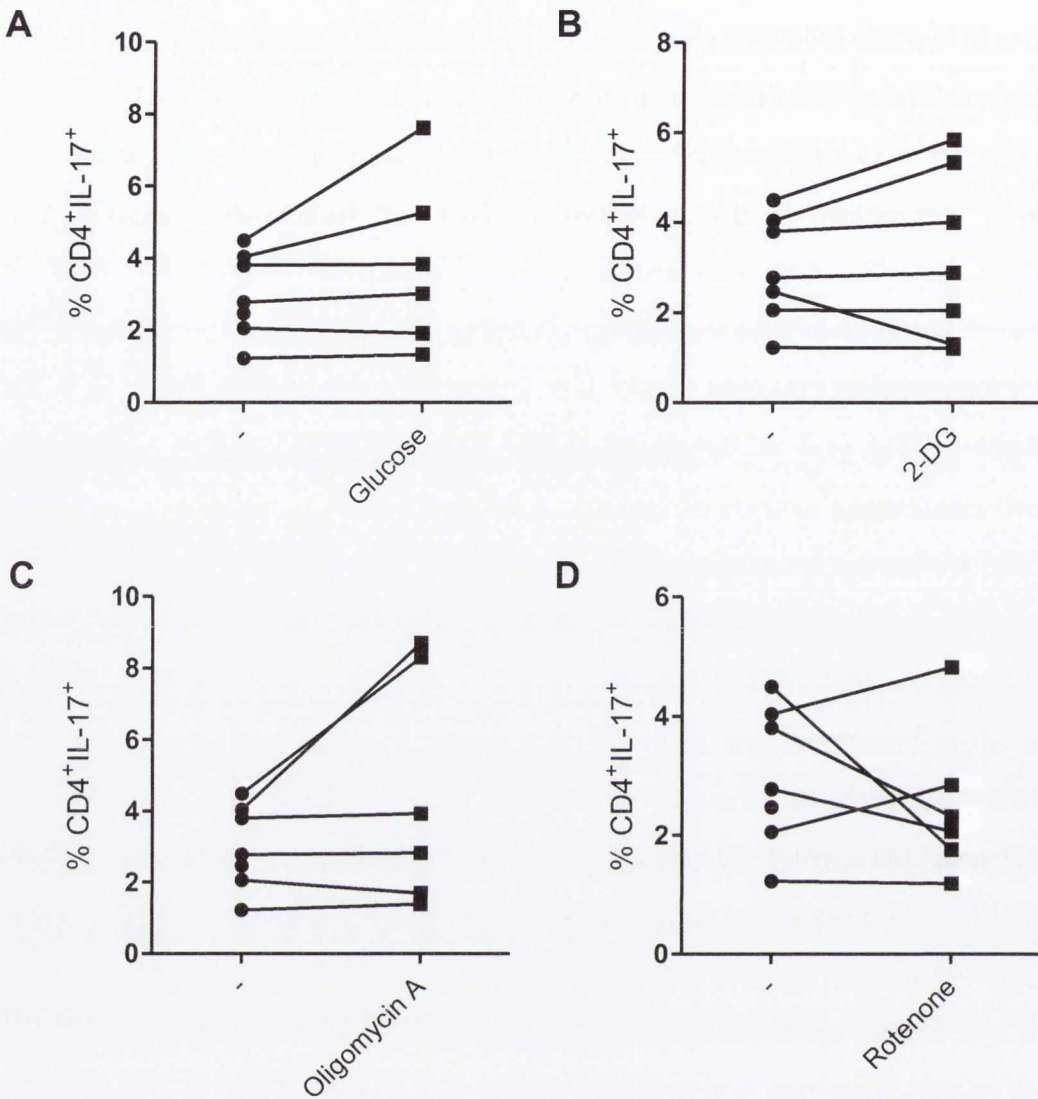 A
% CD4⁺IL-17⁺
10
8
6
4
2
0
-
Glucose
B
% CD4⁺IL-17⁺
8
6
4
2
0
-
2-DG
C
% CD4⁺IL-17⁺
10
8
6
4
2
0
-
Oligomycin A
D
% CD4⁺IL-17⁺
6
4
2
0
-
Rotenone